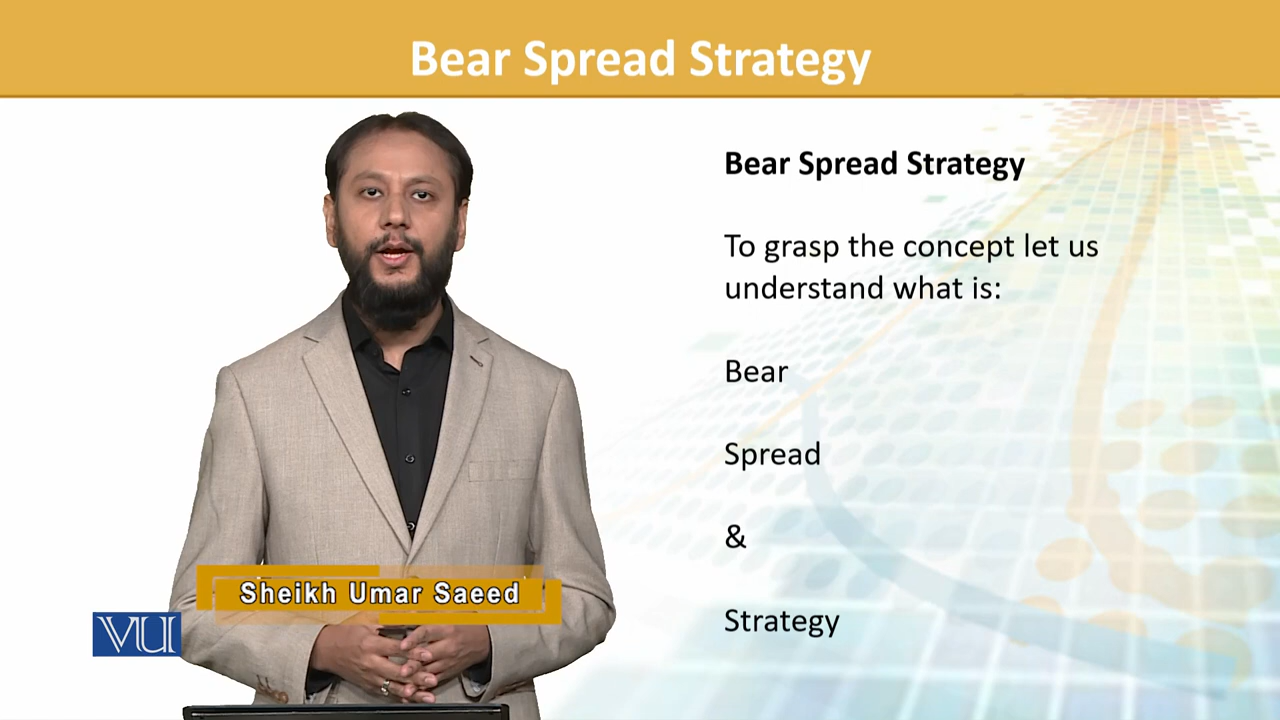 Bear Spread Strategy
Bear Spread Strategy
To grasp the concept let us
understand what is:
Bear
Spread
&
Strategy
Sheikh Umar Saeed
VU